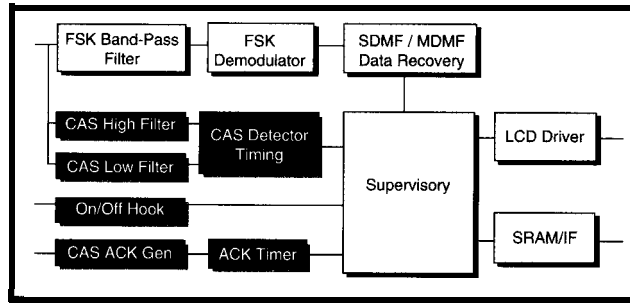 FSK Band-Pass
Filter
FSK
Demodulator
SDMF / MDMF
Data Recovery
CAS High Filter
CAS Low Filter
CAS Detector
Timing
On/Off Hook
CAS ACK Gen
ACK Timer
Supervisory
LCD Driver
SRAM/IF